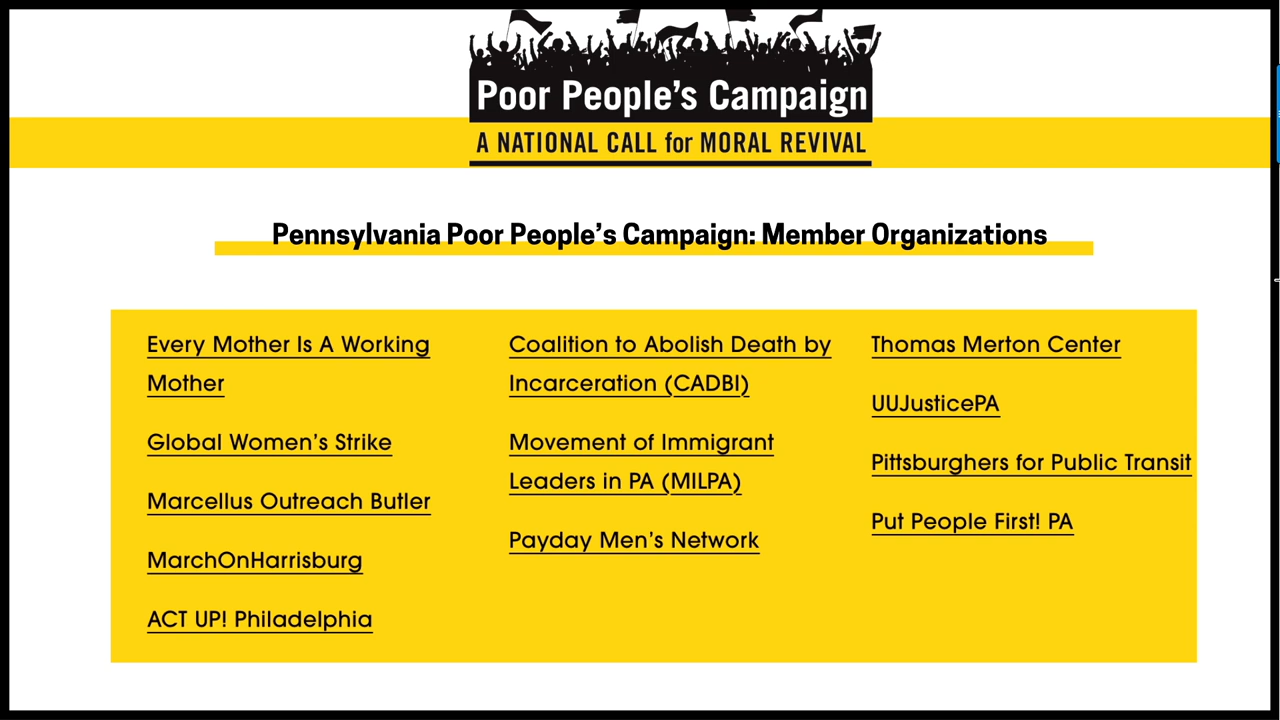 Poor People’s Campaign
A NATIONAL CALL for MORAL REVIVAL
Pennsylvania Poor People’s Campaign: Member Organizations
Every Mother Is A Working
Mother
Global Women’s Strike
Marcellus Outreach Butler
MarchOnHarrisburg
ACT UP! Philadelphia
Coalition to Abolish Death by
Incarceration (CADBI)
Movement of Immigrant
Leaders in PA (MILPA)
Payday Men’s Network
Thomas Merton Center
UUJusticePA
Pittsburghers for Public Transit
Put People First! PA